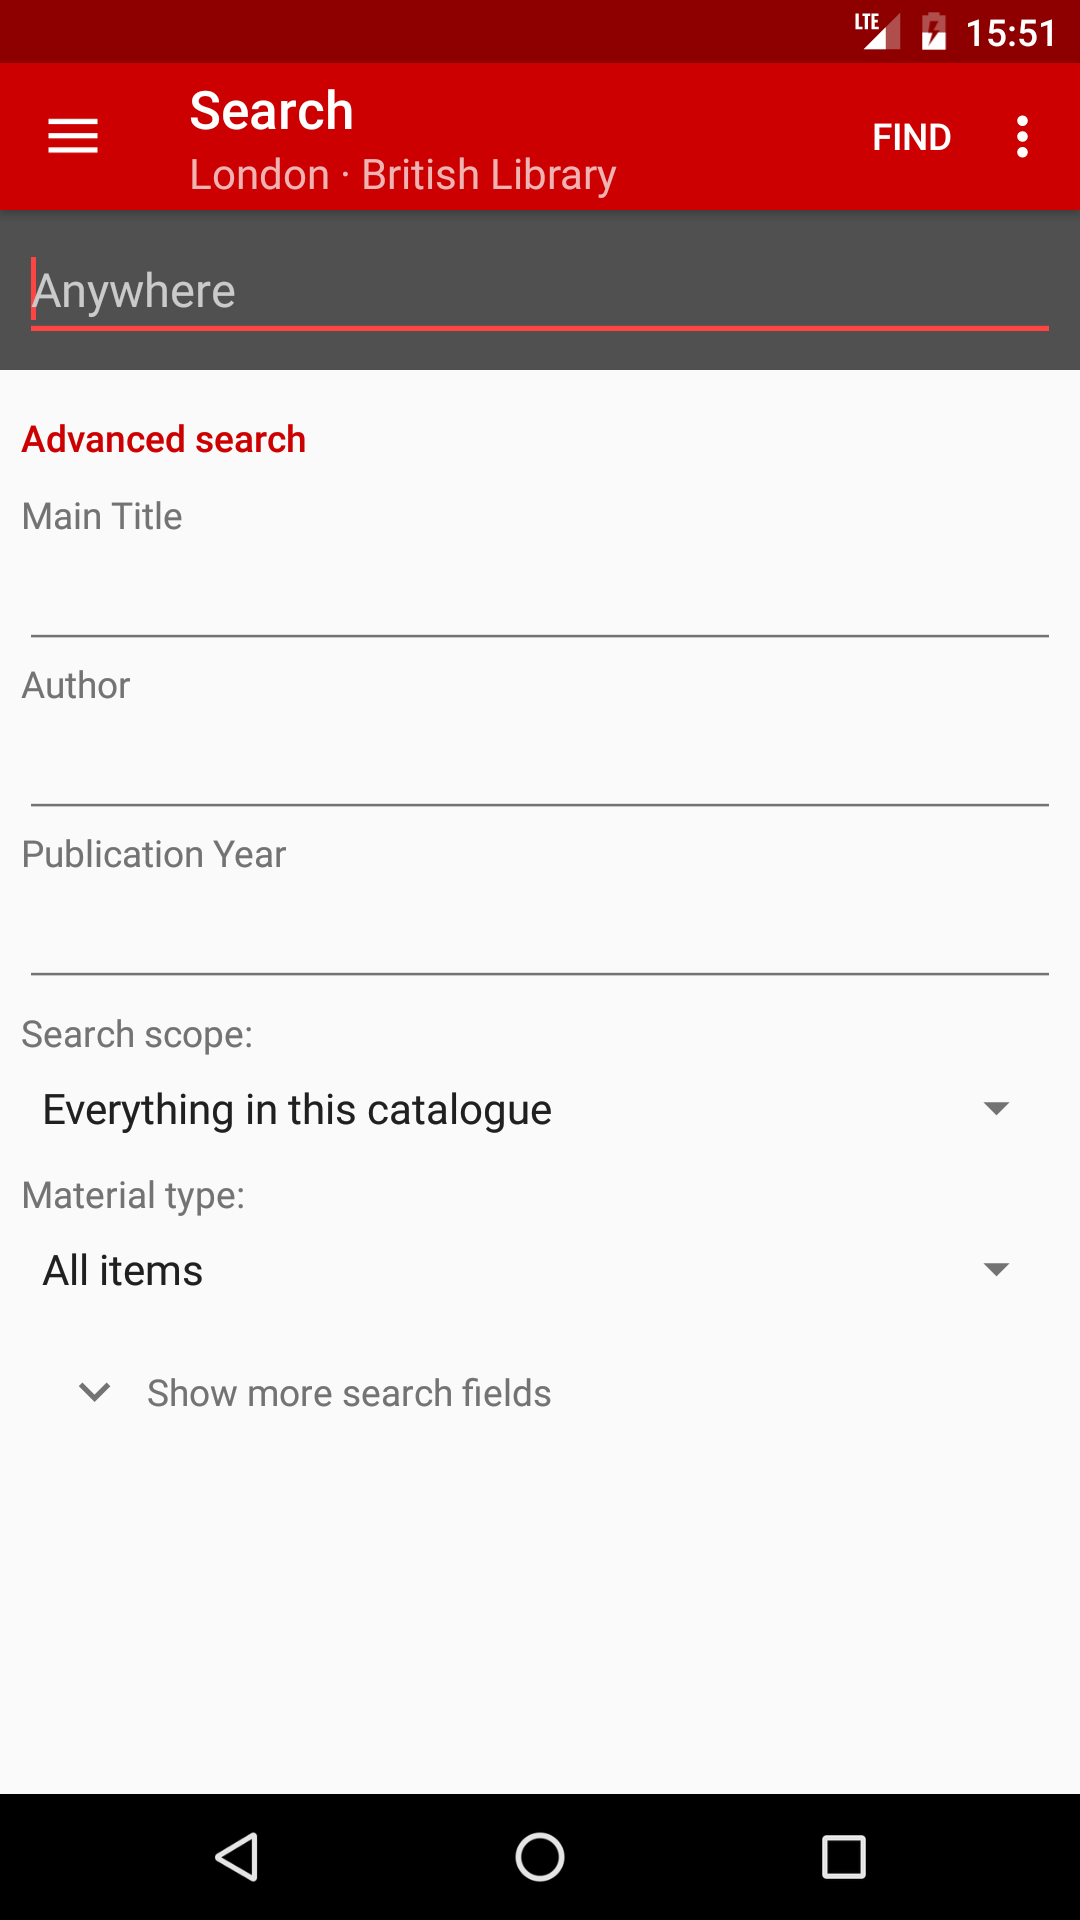 LTE 15:51
Search
London · British Library
FIND
Anywhere
Advanced search
Main Title
Author
Publication Year
Search scope:
Everything in this catalogue
Material type:
All items
Show more search fields